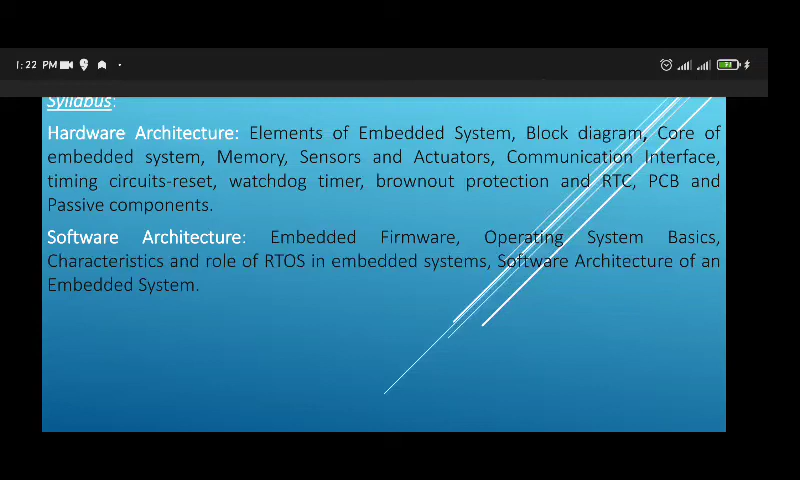 1:22 PM
Syllabus:
Hardware Architecture: Elements of Embedded System, Block diagram, Core of
embedded system, Memory, Sensors and Actuators, Communication Interface,
timing circuits-reset, watchdog timer, brownout protection and RTC, PCB and
Passive components.
Software Architecture: Embedded Firmware, Operating System Basics,
Characteristics and role of RTOS in embedded systems, Software Architecture of an
Embedded System.